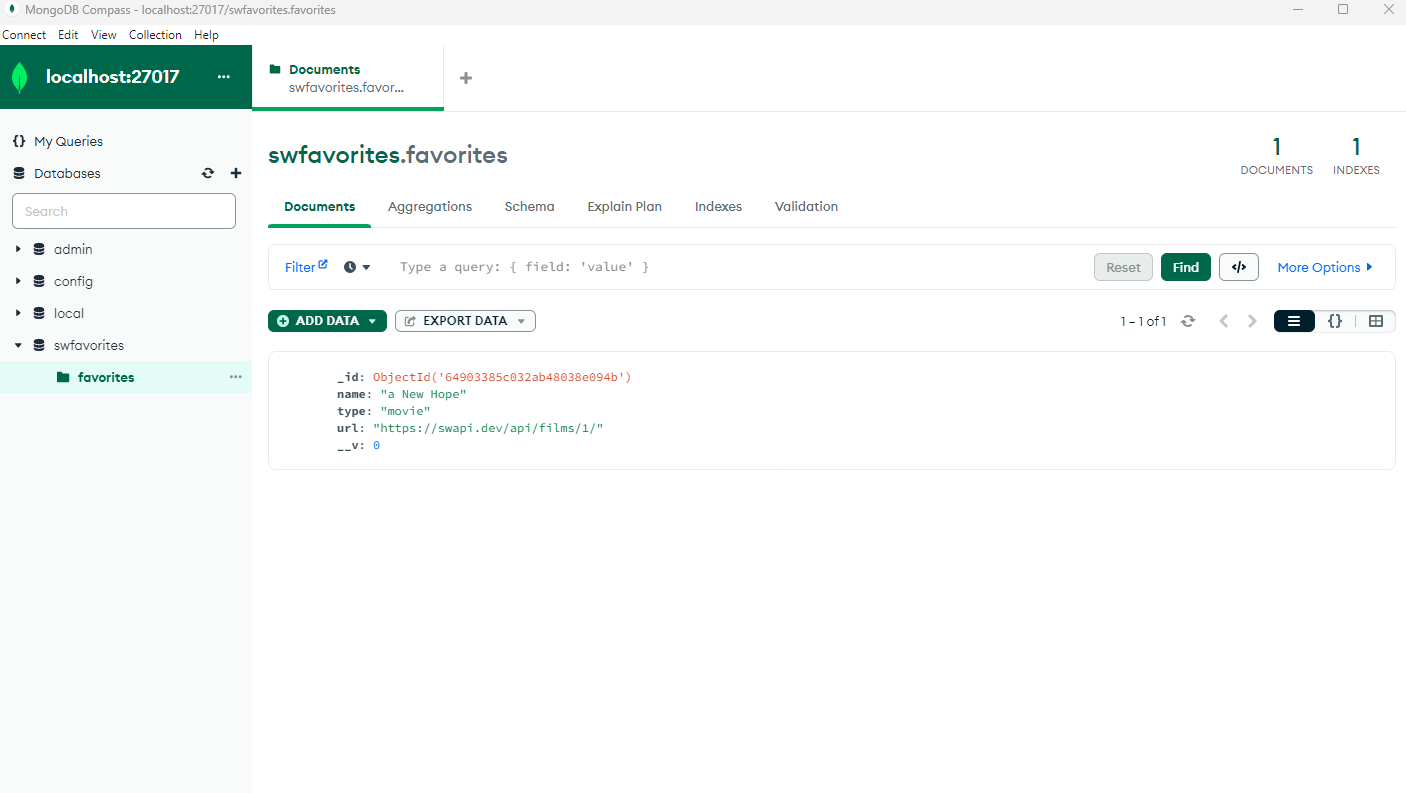 MongoDB Compass - localhost:27017/swfavorites.favorites
Connect Edit View Collection Help
localhost:27017 ...
Documents
swfavorites.favor...
{} My Queries
Databases
Search
admin
config
local
swfavorites
favorites
swfavorites.favorites
1
DOCUMENTS
1
INDEXES
Documents Aggregations Schema Explain Plan Indexes Validation
Filter Type a query: { field: 'value' } Reset Find </> More Options
ADD DATA EXPORT DATA 1 – 1 of 1 {}
_id: ObjectId('64903385c032ab48038e094b')
name: "a New Hope"
type: "movie"
url: "https://swapi.dev/api/films/1/"
__v: 0